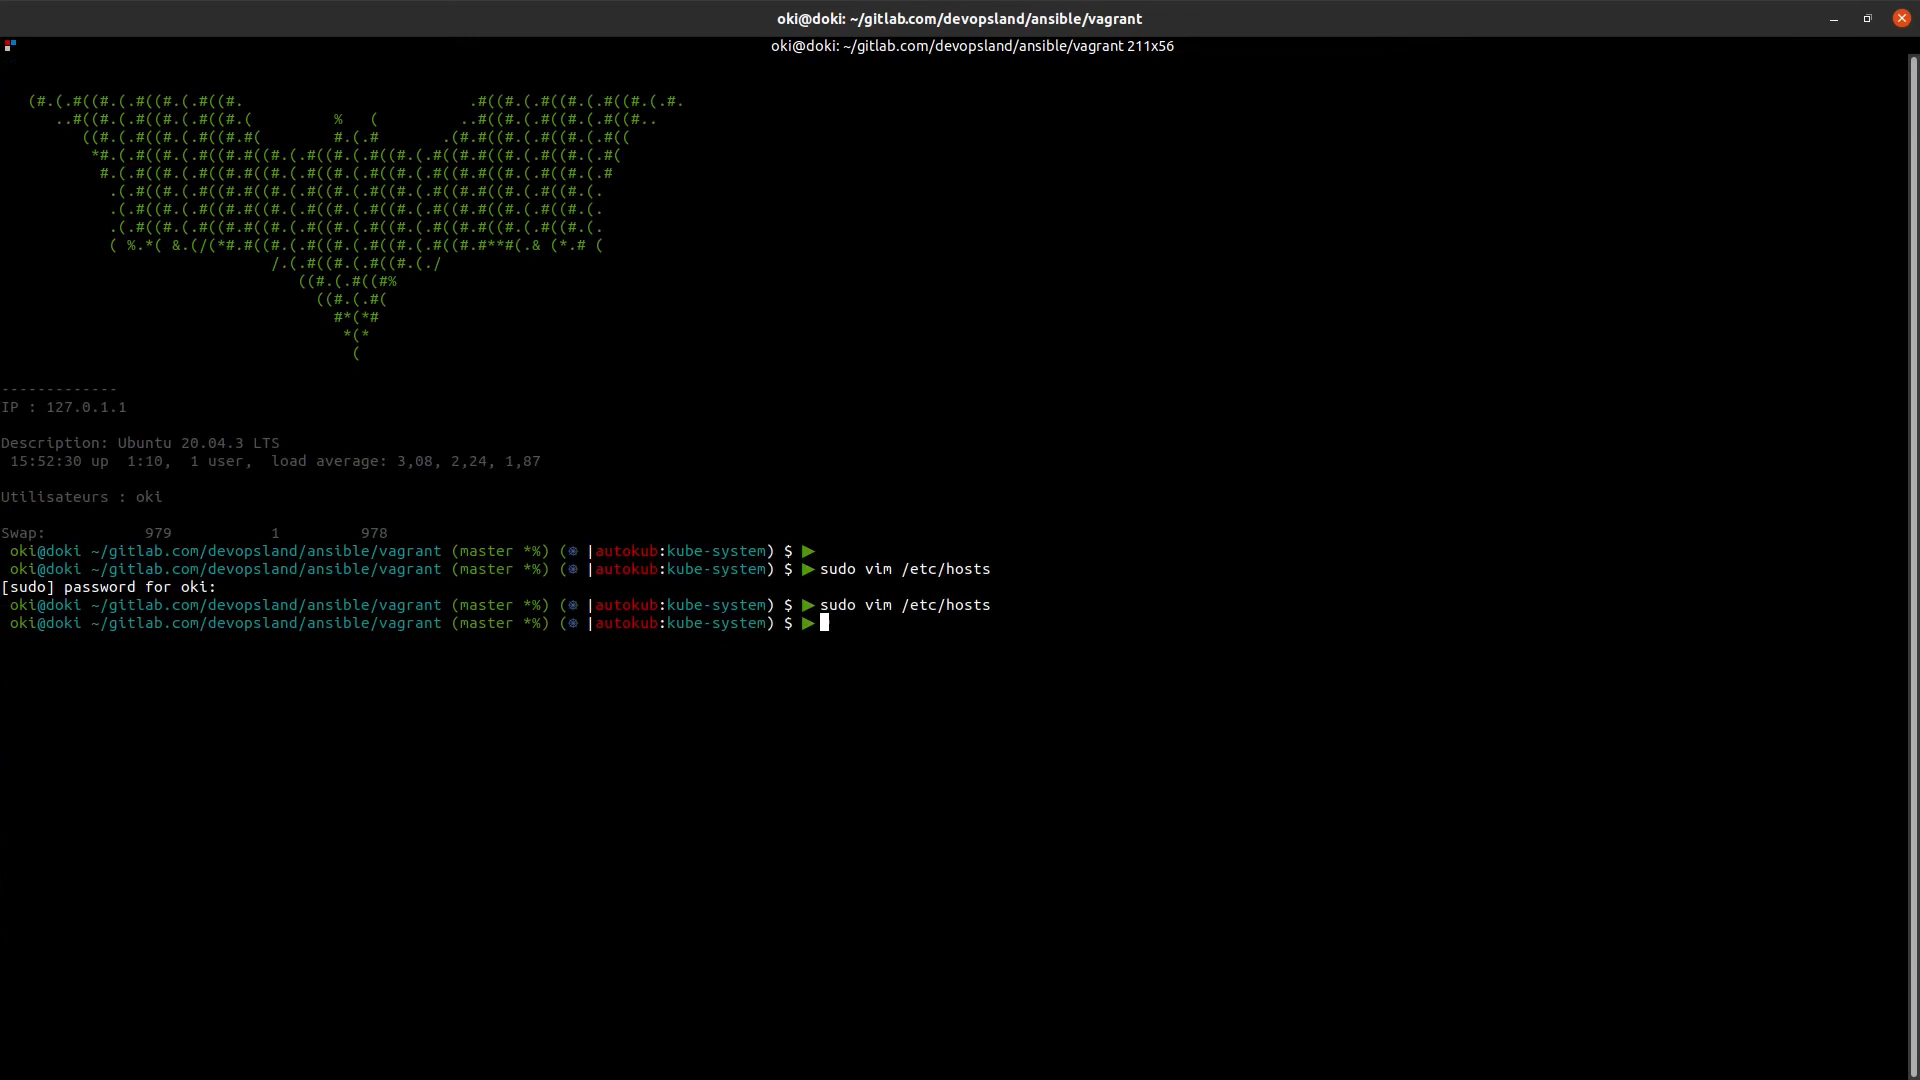 oki@doki: ~/gitlab.com/devopsland/ansible/vagrant
oki@doki: ~/gitlab.com/devopsland/ansible/vagrant 211x56
   (#.(.#((#.(.#((#.(.#((#.                         .#((#.(.#((#.(.#((#.(.#.
      ..#((#.(.#((#.(.#((#.(         %   (         ..#((#.(.#((#.(.#((#..
         ((#.(.#((#.(.#((#.#(        #.(.#       .(#.#((#.(.#((#.(.#((
          *#.(.#((#.(.#((#.#((#.(.#((#.(.#((#.(.#((#.#((#.(.#((#.(.#(
           #.(.#((#.(.#((#.#((#.(.#((#.(.#((#.(.#((#.#((#.(.#((#.(.#
            .(.#((#.(.#((#.#((#.(.#((#.(.#((#.(.#((#.#((#.(.#((#.(.
            .(.#((#.(.#((#.#((#.(.#((#.(.#((#.(.#((#.#((#.(.#((#.(.
            .(.#((#.(.#((#.#((#.(.#((#.(.#((#.(.#((#.#((#.(.#((#.(.
            ( %.*( &.(/(*#.#((#.(.#((#.(.#((#.(.#((#.#**#(.& (*.# (
                              /.(.#((#.(.#((#.(./
                                 ((#.(.#((#%
                                   ((#.(.#(
                                     #*(*#
                                      *(*
                                       (
-------------
IP : 127.0.1.1
Description: Ubuntu 20.04.3 LTS
 15:52:30 up  1:10,  1 user,  load average: 3,08, 2,24, 1,87
Utilisateurs : oki
Swap:           979           1         978
oki@doki ~/gitlab.com/devopsland/ansible/vagrant (master *%) (⎈ |autokub:kube-system) $ ▶
oki@doki ~/gitlab.com/devopsland/ansible/vagrant (master *%) (⎈ |autokub:kube-system) $ ▶ sudo vim /etc/hosts
[sudo] password for oki:
oki@doki ~/gitlab.com/devopsland/ansible/vagrant (master *%) (⎈ |autokub:kube-system) $ ▶ sudo vim /etc/hosts
oki@doki ~/gitlab.com/devopsland/ansible/vagrant (master *%) (⎈ |autokub:kube-system) $ ▶